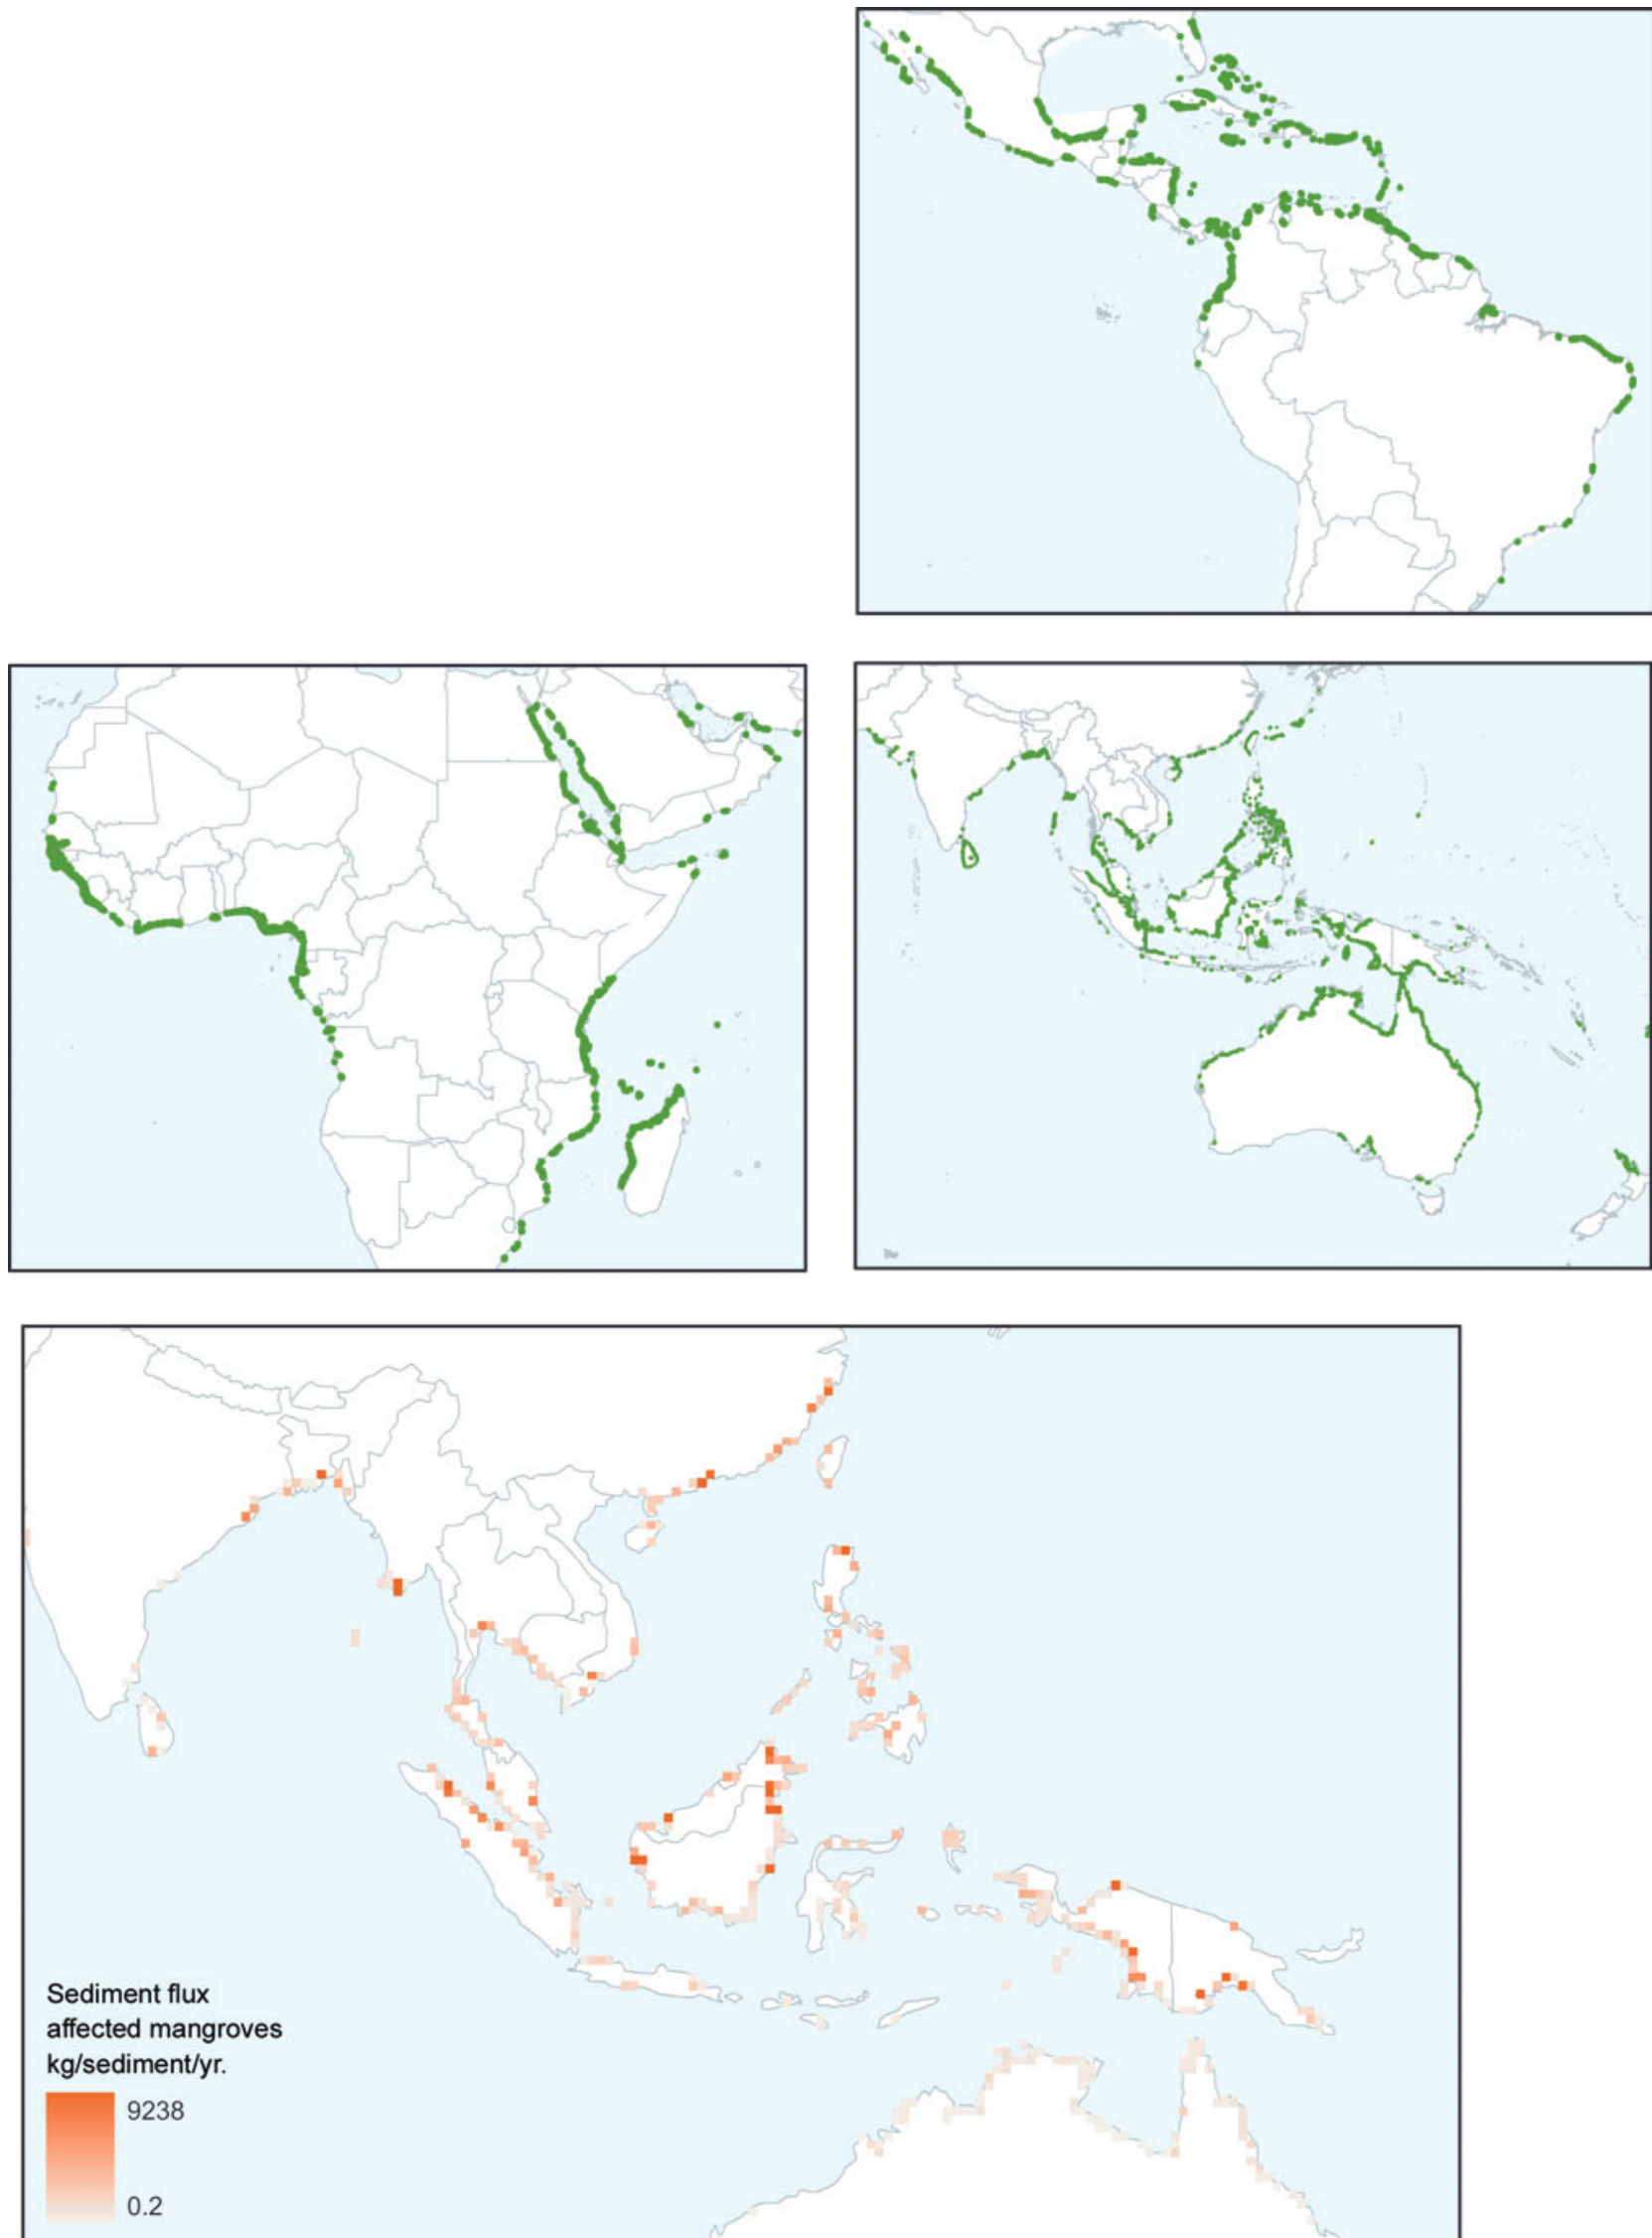 Sediment flux
affected mangroves
kg/sediment/yr.
9238
0.2